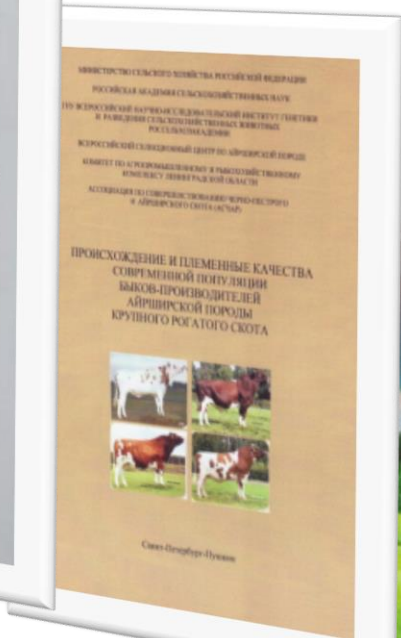 МИНИСТЕРСТВО СЕЛЬСКОГО ХОЗЯЙСТВА РОССИЙСКОЙ ФЕДЕРАЦИИ
РОССИЙСКАЯ АКАДЕМИЯ СЕЛЬСКОХОЗЯЙСТВЕННЫХ НАУК
ГНУ ВСЕРОССИЙСКИЙ НАУЧНО-ИССЛЕДОВАТЕЛЬСКИЙ ИНСТИТУТ ГЕНЕТИКИ
И РАЗВЕДЕНИЯ СЕЛЬСКОХОЗЯЙСТВЕННЫХ ЖИВОТНЫХ
РОССЕЛЬХОЗАКАДЕМИИ
ВСЕРОССИЙСКИЙ СЕЛЕКЦИОННЫЙ ЦЕНТР ПО АЙРШИРСКОЙ ПОРОДЕ
КОМИТЕТ ПО АГРОПРОМЫШЛЕННОМУ И РЫБОХОЗЯЙСТВЕННОМУ
КОМПЛЕКСУ ЛЕНИНГРАДСКОЙ ОБЛАСТИ
АССОЦИАЦИЯ ПО СОВЕРШЕНСТВОВАНИЮ ЧЕРНО-ПЕСТРОГО
И АЙРШИРСКОГО СКОТА (АСЧАР)
ПРОИСХОЖДЕНИЕ И ПЛЕМЕННЫЕ КАЧЕСТВА
СОВРЕМЕННОЙ ПОПУЛЯЦИИ
БЫКОВ-ПРОИЗВОДИТЕЛЕЙ
АЙРШИРСКОЙ ПОРОДЫ
КРУПНОГО РОГАТОГО СКОТА
Санкт-Петербург-Пушкин